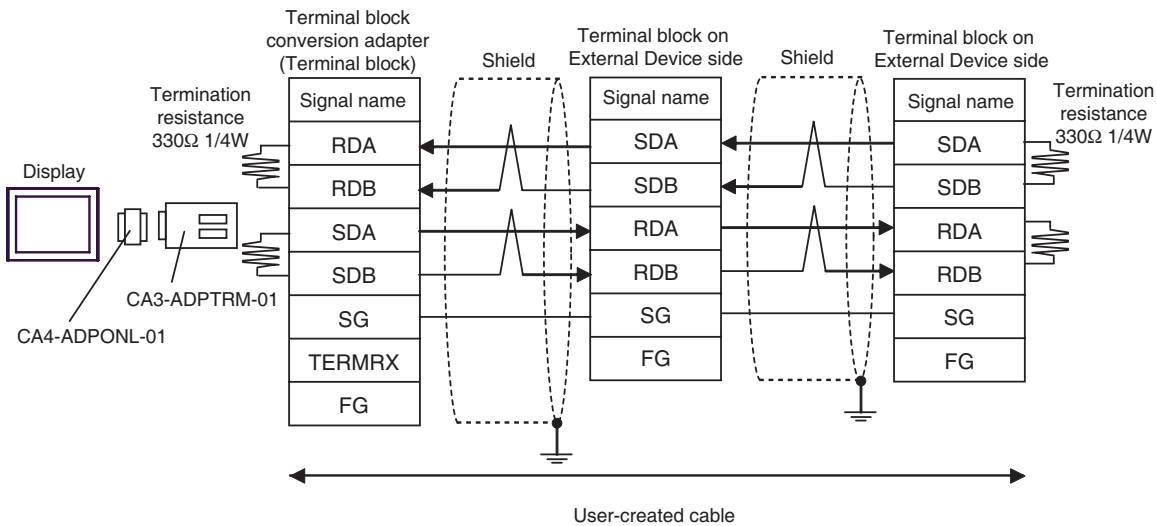 Terminal block
conversion adapter
(Terminal block)
Shield
Terminal block on
External Device side
Shield
Terminal block on
External Device side
Termination
resistance
330Ω 1/4W
Termination
resistance
330Ω 1/4W
Display
CA3-ADPTRM-01
CA4-ADPONL-01
Signal name
RDA
RDB
SDA
SDB
SG
TERMRX
FG
Signal name
SDA
SDB
RDA
RDB
SG
FG
Signal name
SDA
SDB
RDA
RDB
SG
FG
User-created cable